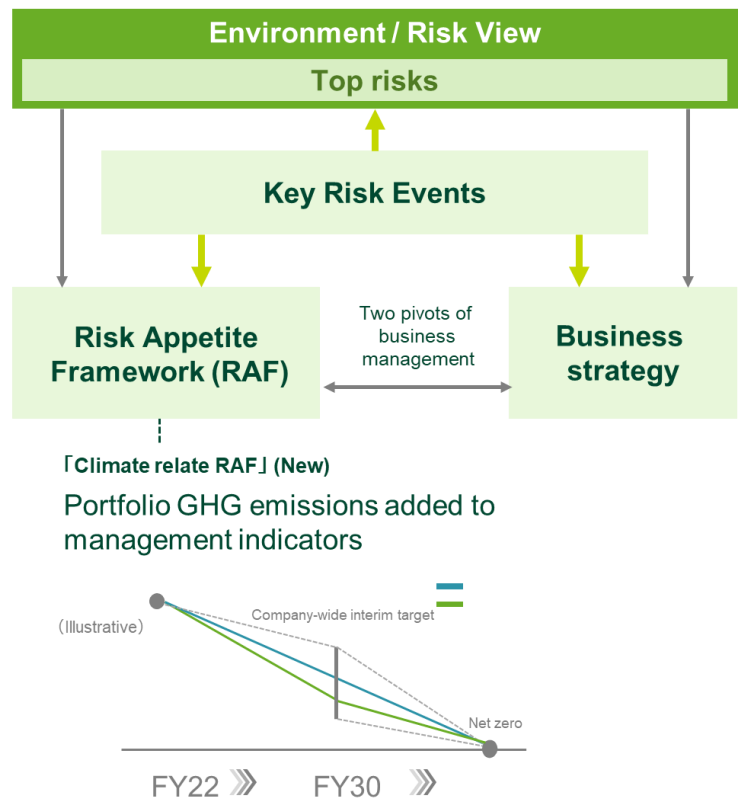 Environment / Risk View
Top risks
Key Risk Events
Risk Appetite
Framework (RAF)
Two pivots of
business
management
Business
strategy
｢Climate relate RAF｣ (New)
Portfolio GHG emissions added to
management indicators
（Illustrative）
Company-wide interim target
Net zero
FY22
FY30